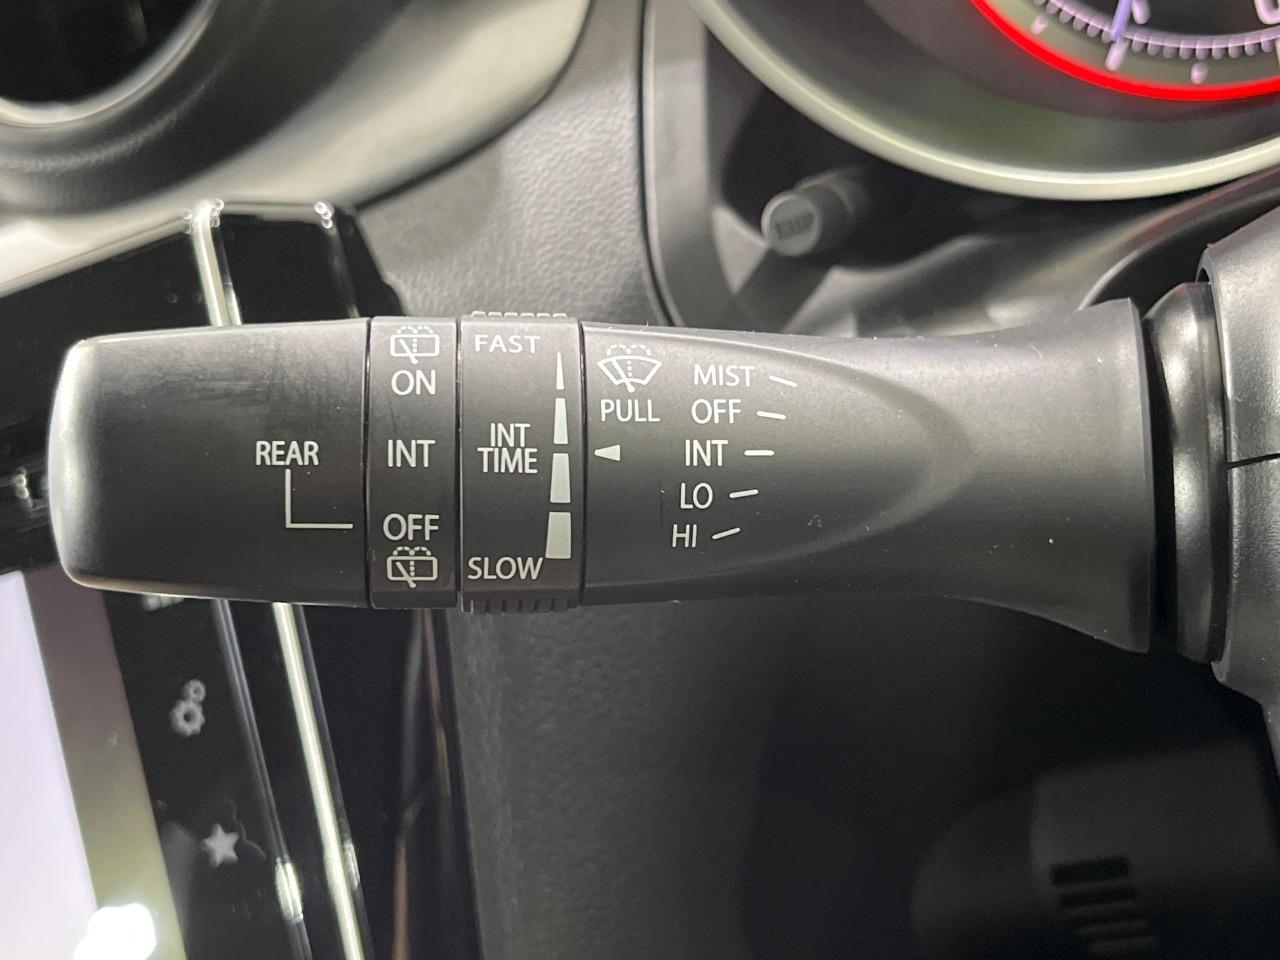 REAR
ON
INT
OFF
FAST
INT
TIME
SLOW
PULL
MIST
OFF
INT
LO
HI